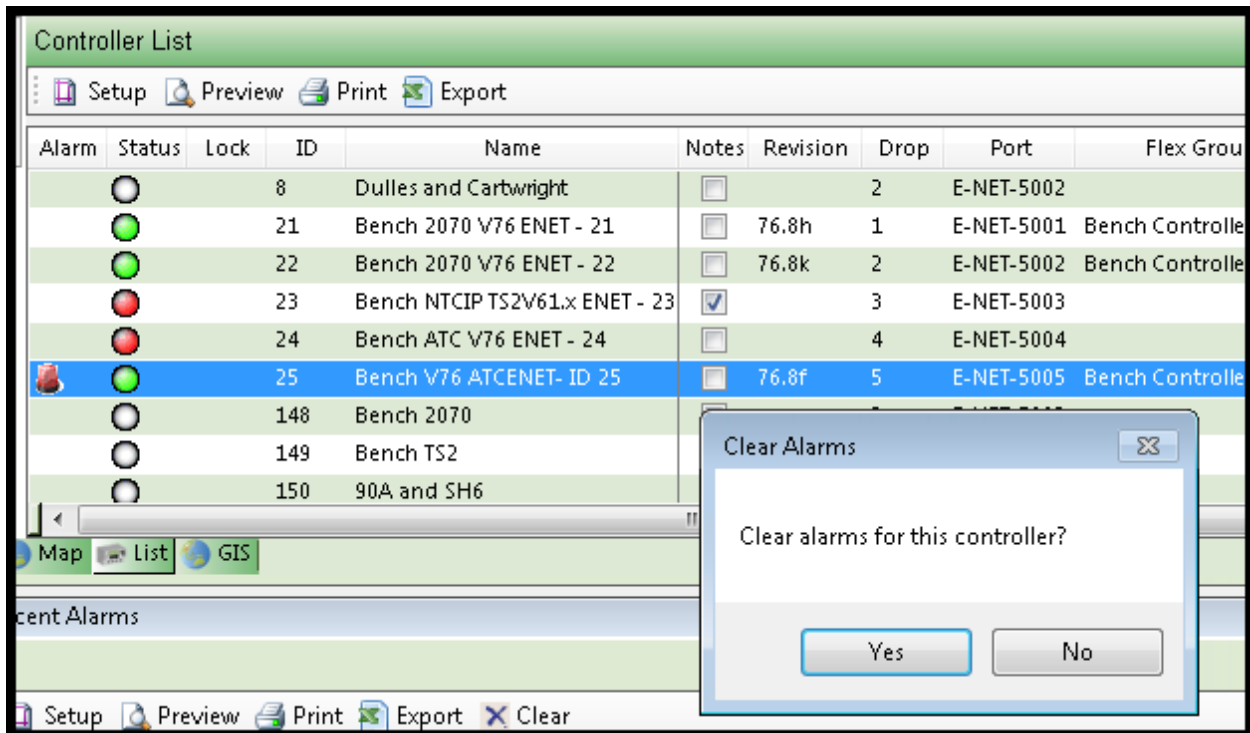 Controller List
Setup Preview Print Export
Alarm Status Lock ID Name Notes Revision Drop Port Flex Grou
8 Dulles and Cartwright 2 E-NET-5002
21 Bench 2070 V76 ENET - 21 76.8h 1 E-NET-5001 Bench Controlle
22 Bench 2070 V76 ENET - 22 76.8k 2 E-NET-5002 Bench Controlle
23 Bench NTCIP TS2V61.x ENET - 23 3 E-NET-5003
24 Bench ATC V76 ENET - 24 4 E-NET-5004
25 Bench V76 ATCENET- ID 25 76.8f 5 E-NET-5005 Bench Controlle
148 Bench 2070
149 Bench TS2
150 90A and SH6
Clear Alarms
Clear alarms for this controller?
Yes No
Map List GIS
cent Alarms
Setup Preview Print Export Clear